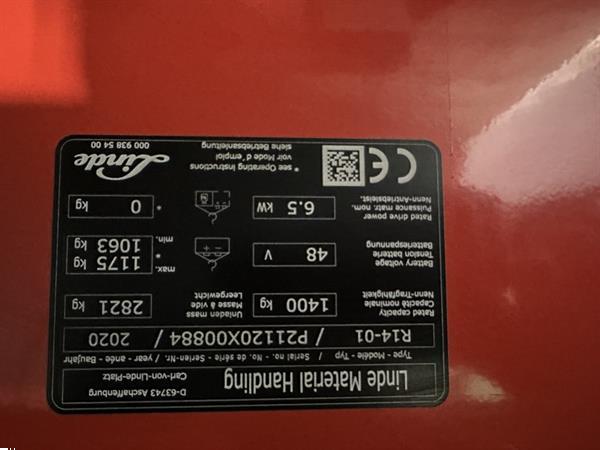 Linde Material Handling
D-63743 Aschaffenburg
Carl-von-Linde-Platz
Type - Modèle Typ / Serial no. - No. de série - Serien-Nr. / year - année - Baujahr
R14-01 / P21120X00884 / 2020
Rated capacity
Capacité nominale
Nenn-Tragfähigkeit
1400 kg
Unladen mass
Masse à vide
Leergewicht
2821 kg
Battery voltage
Tension batterie
Batteriespannung
48 V
max. 1175 kg *
min. 1063 kg
Rated drive power
Puissance matr. nom.
Nenn-Antriebsleist.
6.5 kW
0 kg *
CE
* see Operating instructions
voir Mode d'emploi
siehe Betriebsanleitung
Linde
000 938 54 00